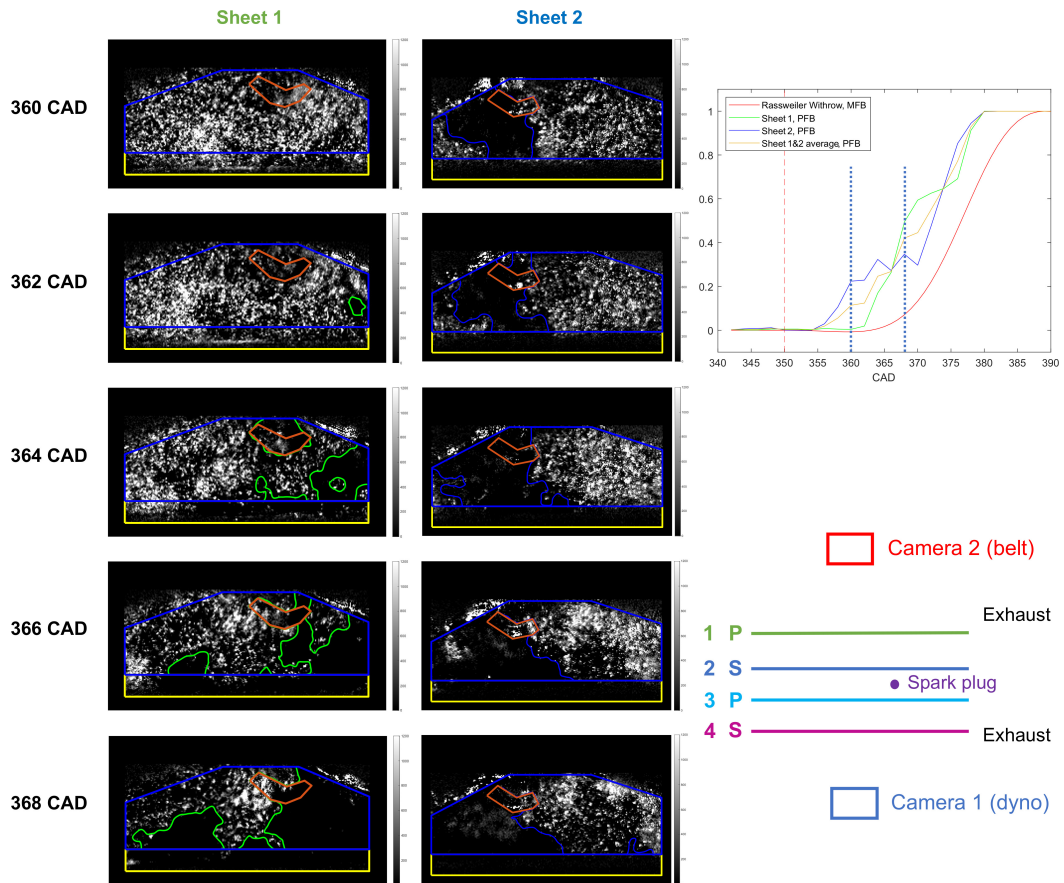 Sheet 1
Sheet 2
360 CAD
362 CAD
364 CAD
366 CAD
368 CAD
Rassweiler Withrow, MFB
Sheet 1, PFB
Sheet 2, PFB
Sheet 1&2 average, PFB
1
0.8
0.6
0.4
0.2
0
340 345 350 355 360 365 370 375 380 385 390
CAD
Camera 2 (belt)
Exhaust
1 P
2 S
Spark plug
3 P
4 S
Exhaust
Camera 1 (dyno)